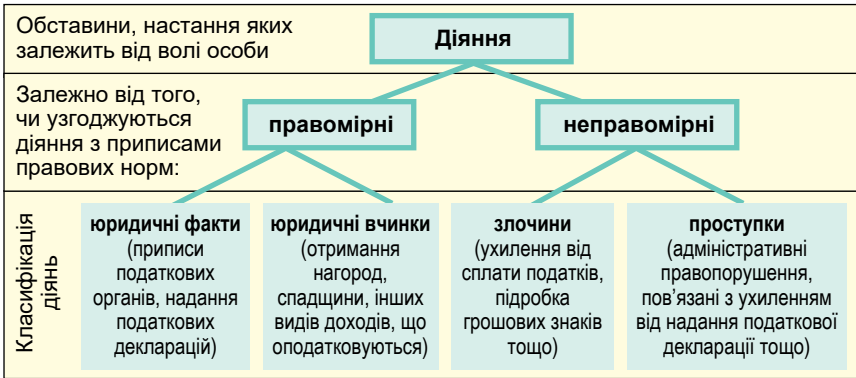 Обставини, настання яких
залежить від волі особи
Діяння
Залежно від того,
чи узгоджуються
діяння з приписами
правових норм:
правомірні
неправомірні
Класифікація
діянь
юридичні факти
(приписи
податкових
органів, надання
податкових
декларацій)
юридичні вчинки
(отримання
нагород,
спадщини, інших
видів доходів, що
оподатковуються)
злочини
(ухилення від
сплати податків,
підробка
грошових знаків
тощо)
проступки
(адміністративні
правопорушення,
пов’язані з ухиленням
від надання податкової
декларації тощо)